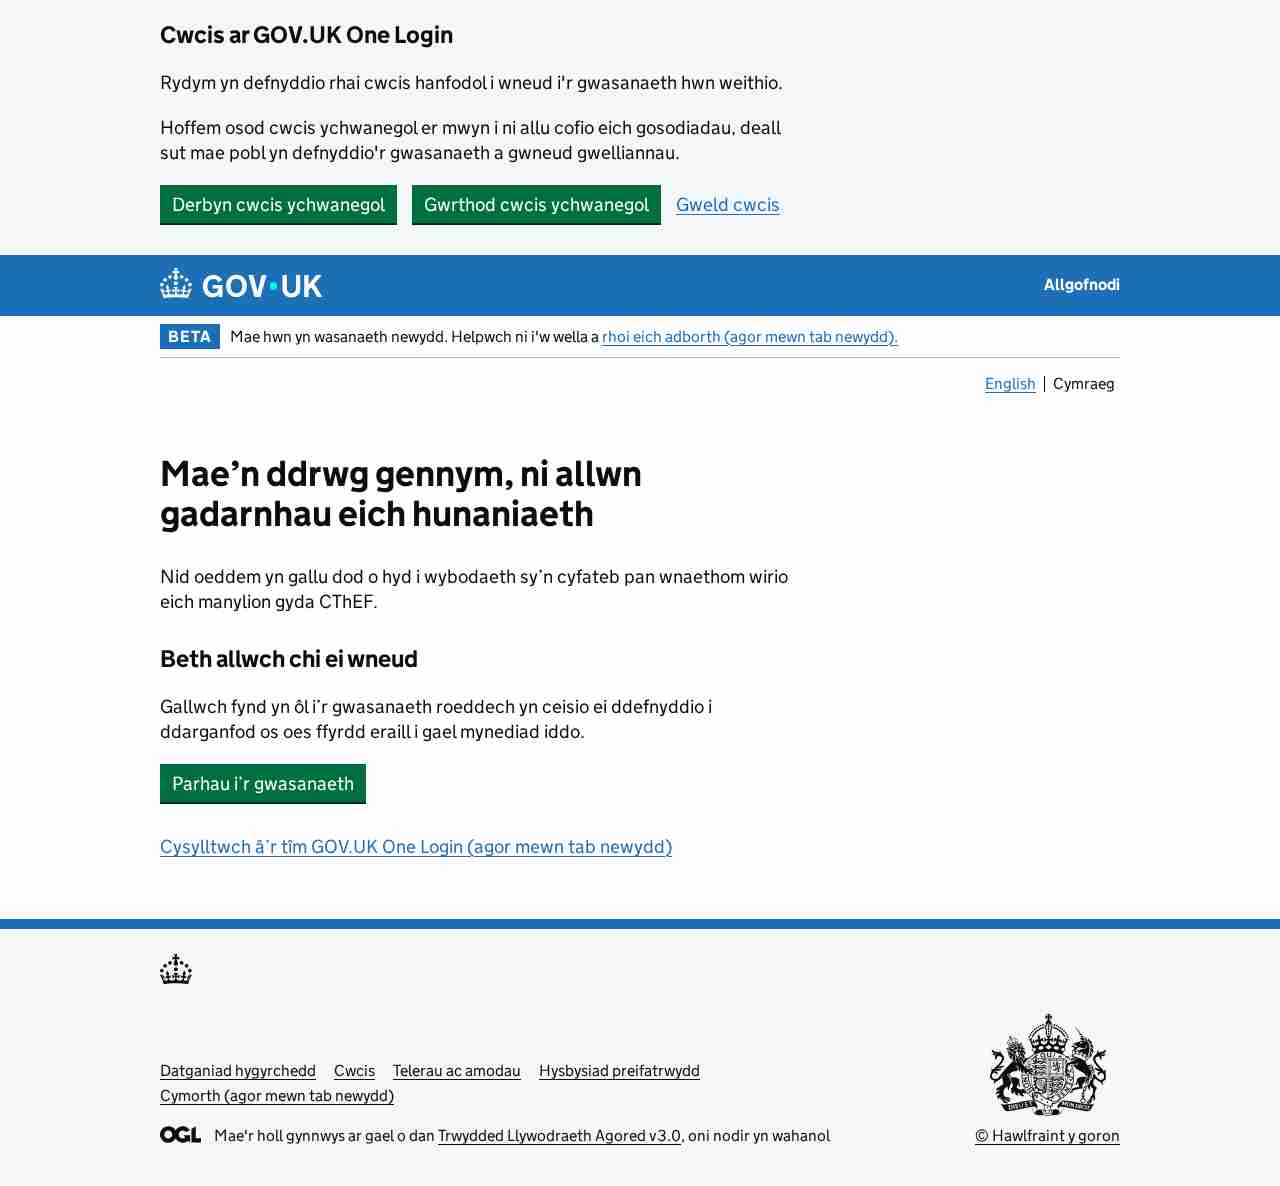 Cwcis ar GOV.UK One Login
Rydym yn defnyddio rhai cwcis hanfodol i wneud i'r gwasanaeth hwn weithio.
Hoffem osod cwcis ychwanegol er mwyn i ni allu cofio eich gosodiadau, deall
sut mae pobl yn defnyddio'r gwasanaeth a gwneud gwelliannau.
Derbyn cwcis ychwanegol Gwrthod cwcis ychwanegol Gweld cwcis
GOV·UK Allgofnodi
BETA Mae hwn yn wasanaeth newydd. Helpwch ni i'w wella a rhoi eich adborth (agor mewn tab newydd).
English Cymraeg
Mae’n ddrwg gennym, ni allwn
gadarnhau eich hunaniaeth
Nid oeddem yn gallu dod o hyd i wybodaeth sy’n cyfateb pan wnaethom wirio
eich manylion gyda CThEF.
Beth allwch chi ei wneud
Gallwch fynd yn ôl i’r gwasanaeth roeddech yn ceisio ei ddefnyddio i
ddarganfod os oes ffyrdd eraill i gael mynediad iddo.
Parhau i’r gwasanaeth
Cysylltwch â’r tîm GOV.UK One Login (agor mewn tab newydd)
Datganiad hygyrchedd Cwcis Telerau ac amodau Hysbysiad preifatrwydd
Cymorth (agor mewn tab newydd)
OGL Mae'r holl gynnwys ar gael o dan Trwydded Llywodraeth Agored v3.0, oni nodir yn wahanol
© Hawlfraint y goron